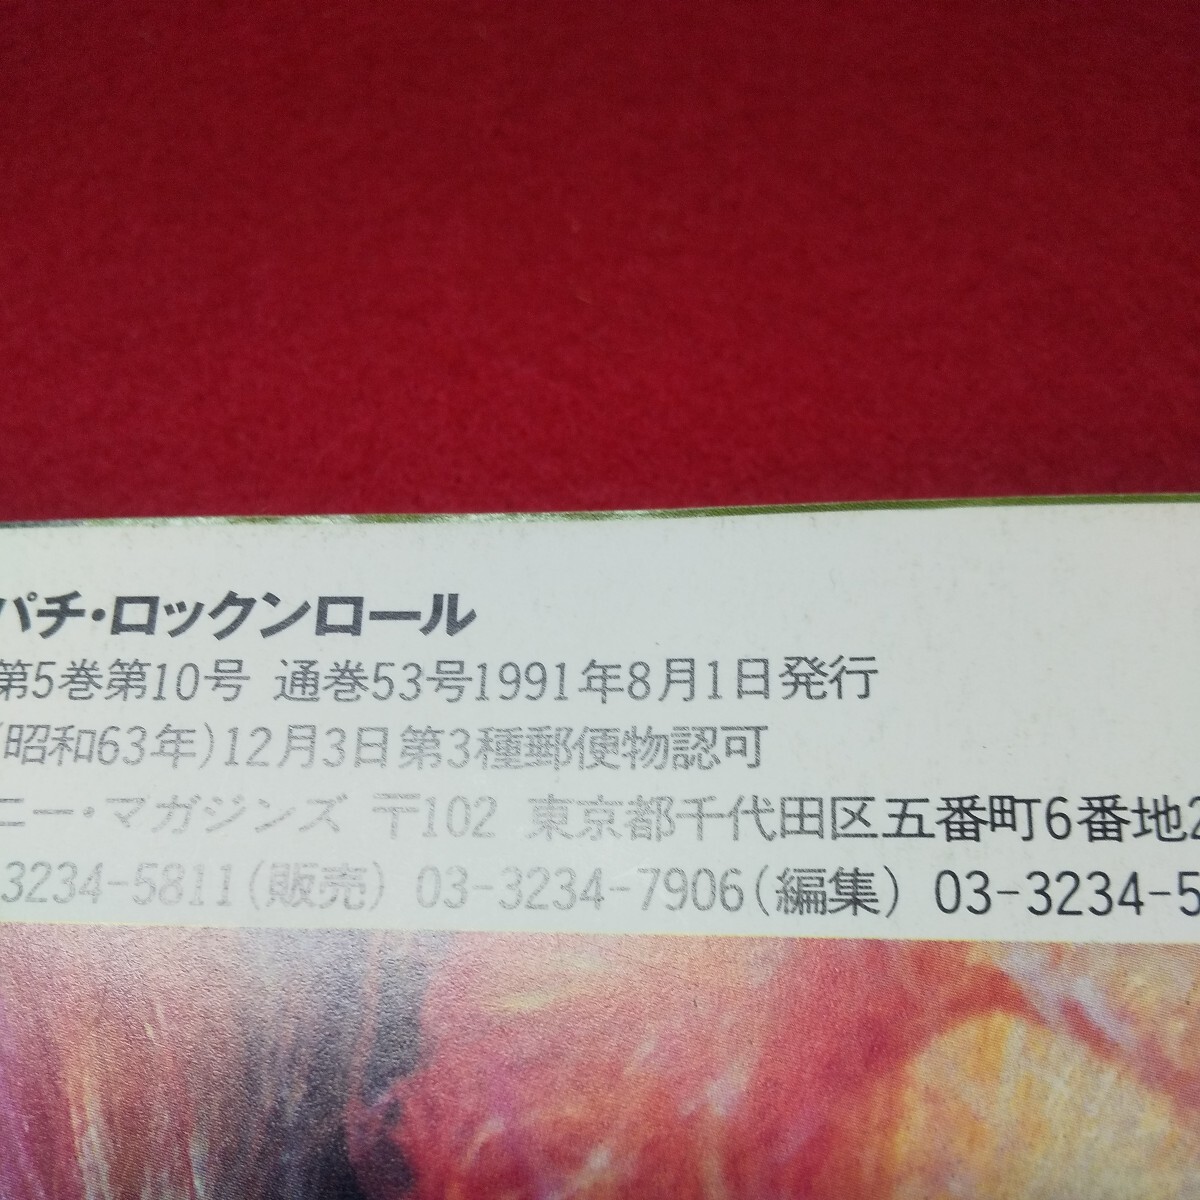 パチ・ロックンロール
第5巻第10号 通巻53号1991年8月1日発行
(昭和63年)12月3日第3種郵便物認可
ニー・マガジンズ 〒102 東京都千代田区五番町6番地2
3234-5811(販売) 03-3234-7906(編集) 03-3234-5